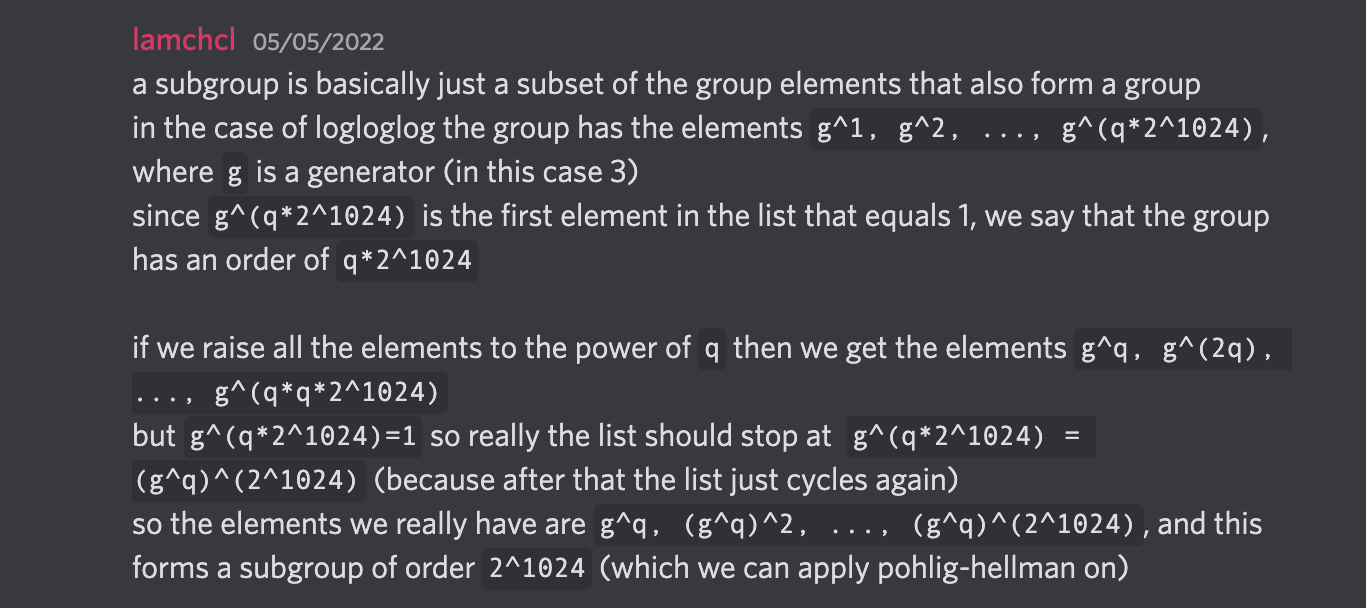 lamchcl 05/05/2022
a subgroup is basically just a subset of the group elements that also form a group
in the case of logloglog the group has the elements g^1, g^2, ..., g^(q*2^1024),
where g is a generator (in this case 3)
since g^(q*2^1024) is the first element in the list that equals 1, we say that the group
has an order of q*2^1024
if we raise all the elements to the power of q then we get the elements g^q, g^(2q),
..., g^(q*q*2^1024)
but g^(q*2^1024)=1 so really the list should stop at g^(q*2^1024) =
(g^q)^(2^1024) (because after that the list just cycles again)
so the elements we really have are g^q, (g^q)^2, ..., (g^q)^(2^1024), and this
forms a subgroup of order 2^1024 (which we can apply pohlig-hellman on)